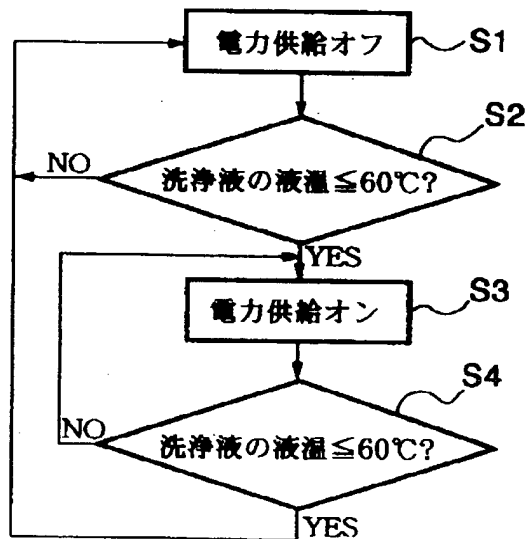 電力供給オフ
S1
S2
洗浄液の液温≦60℃?
NO
YES
電力供給オン
S3
S4
洗浄液の液温≦60℃?
NO
YES